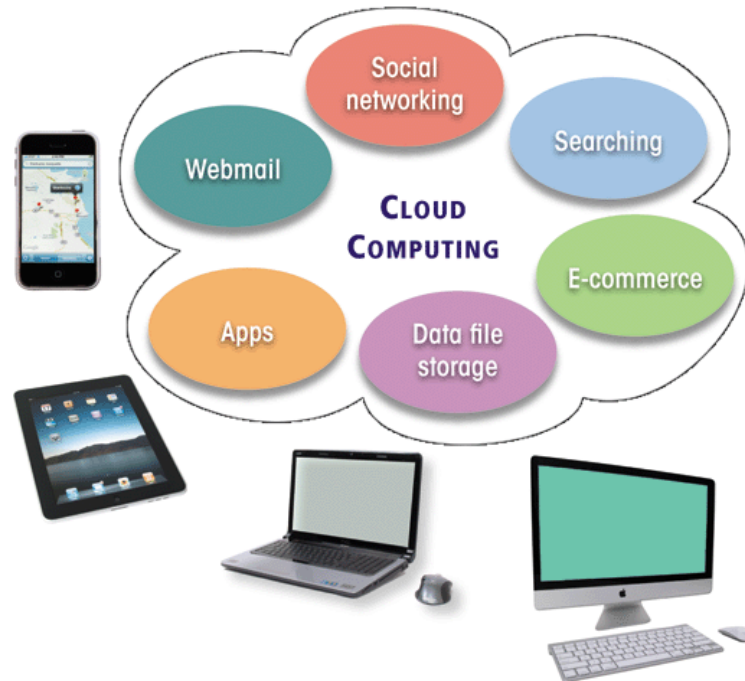 Social
networking
Searching
Webmail
CLOUD
COMPUTING
E-commerce
Apps
Data file
storage